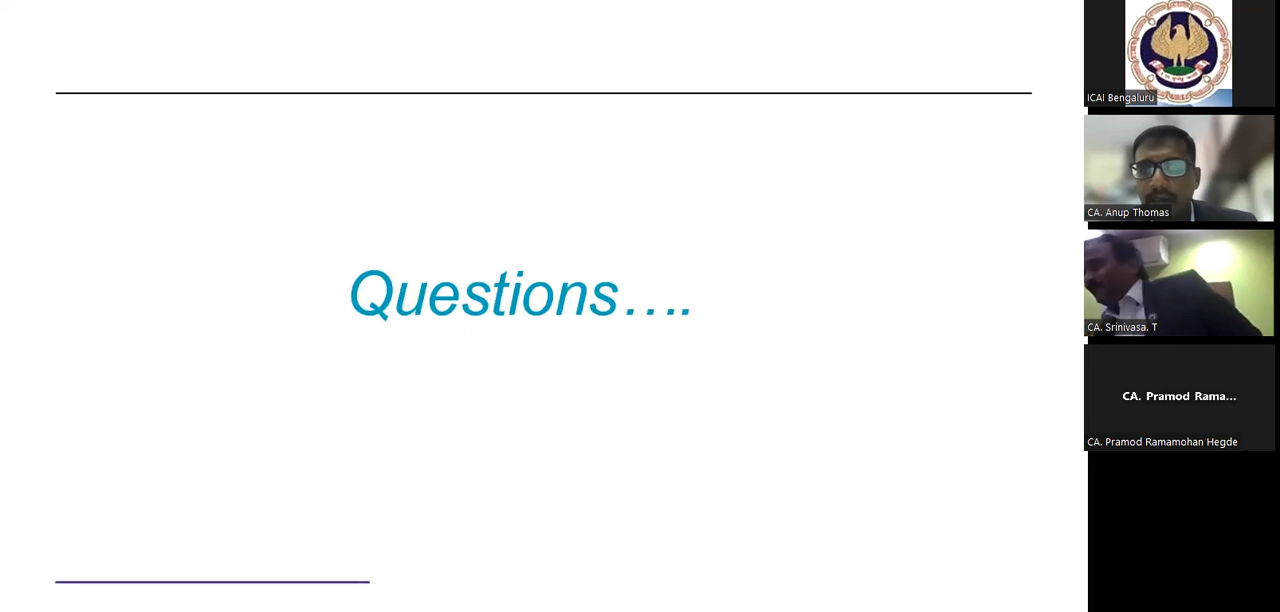 Questions….
ICAI Bengaluru
CA. Anup Thomas
CA. Srinivasa. T
CA. Pramod Rama...
CA. Pramod Ramamohan Hegde